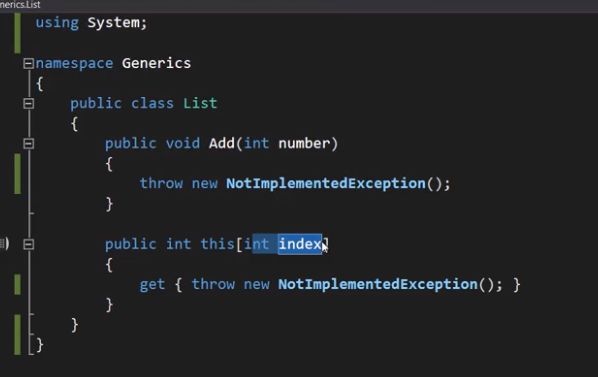 nerics.List
using System;
namespace Generics
{
public class List
{
public void Add(int number)
{
throw new NotImplementedException();
}
public int this[int index]
{
get { throw new NotImplementedException(); }
}
}
}